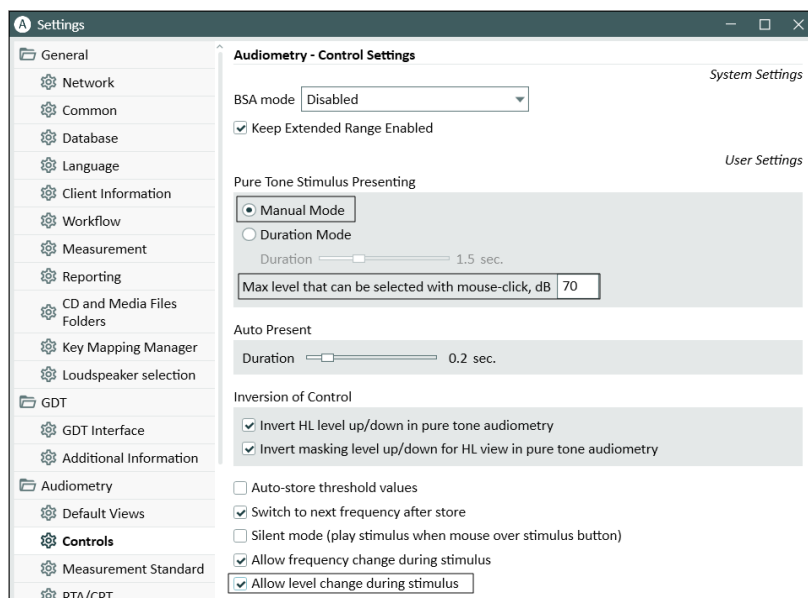 A Settings
General
Network
Common
Database
Language
Client Information
Workflow
Measurement
Reporting
CD and Media Files
Folders
Key Mapping Manager
Loudspeaker selection
GDT
GDT Interface
Additional Information
Audiometry
Default Views
Controls
Measurement Standard
PTA/CPT
Audiometry - Control Settings
System Settings
BSA mode Disabled
Keep Extended Range Enabled
User Settings
Pure Tone Stimulus Presenting
Manual Mode
Duration Mode
Duration 1.5 sec.
Max level that can be selected with mouse-click, dB 70
Auto Present
Duration 0.2 sec.
Inversion of Control
Invert HL level up/down in pure tone audiometry
Invert masking level up/down for HL view in pure tone audiometry
Auto-store threshold values
Switch to next frequency after store
Silent mode (play stimulus when mouse over stimulus button)
Allow frequency change during stimulus
Allow level change during stimulus